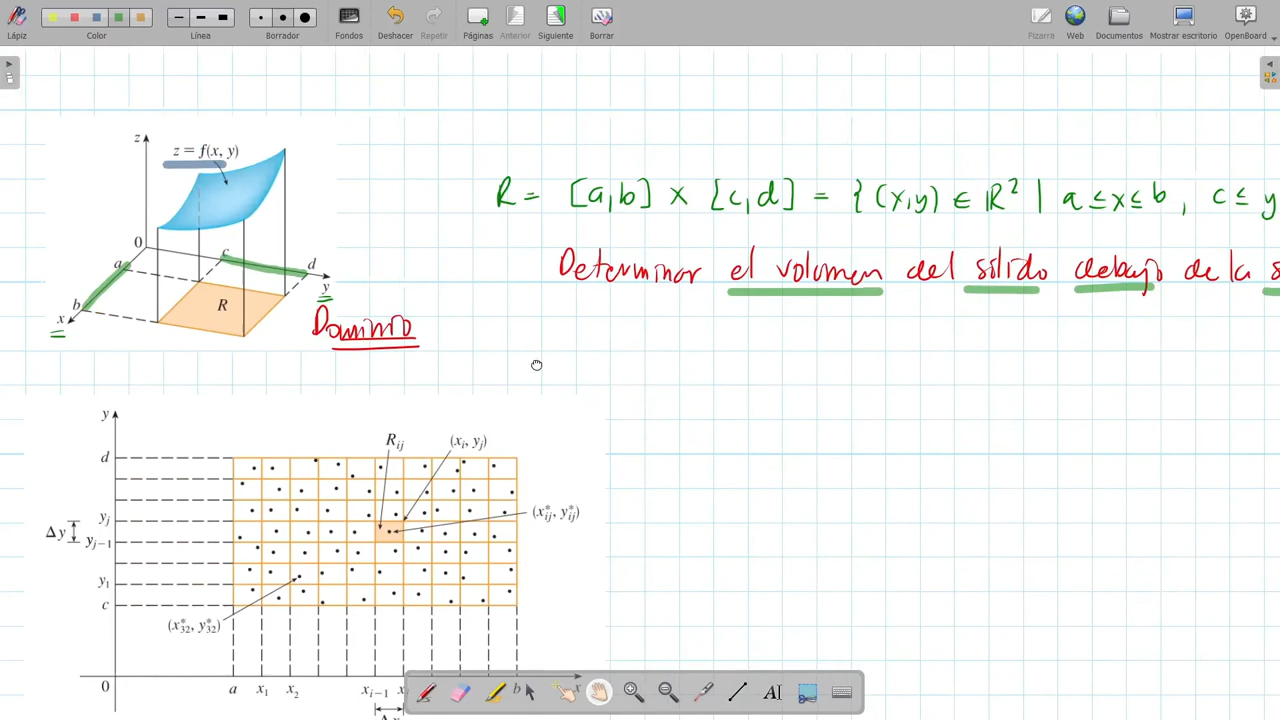 Lápiz Color Línea Borrador Fondos Deshacer Repetir Páginas Anterior Siguiente Borrar Pizarra Web Documentos Mostrar escritorio OpenBoard
z
z = f(x, y)
R = [a,b] × [c,d] = {(x,y) ∈ ℝ² | a ≤ x ≤ b , c ≤ y
0
c
a
d
Determinar el volumen del sólido debajo de la s
b
R
y
x
Dominio
y
R_ij
(x_i, y_j)
d
y_j
(x*_ij, y*_ij)
Δy
y_j−1
y_1
c
(x*_32, y*_32)
0
a
x_1
x_2
x_i−1
b
x